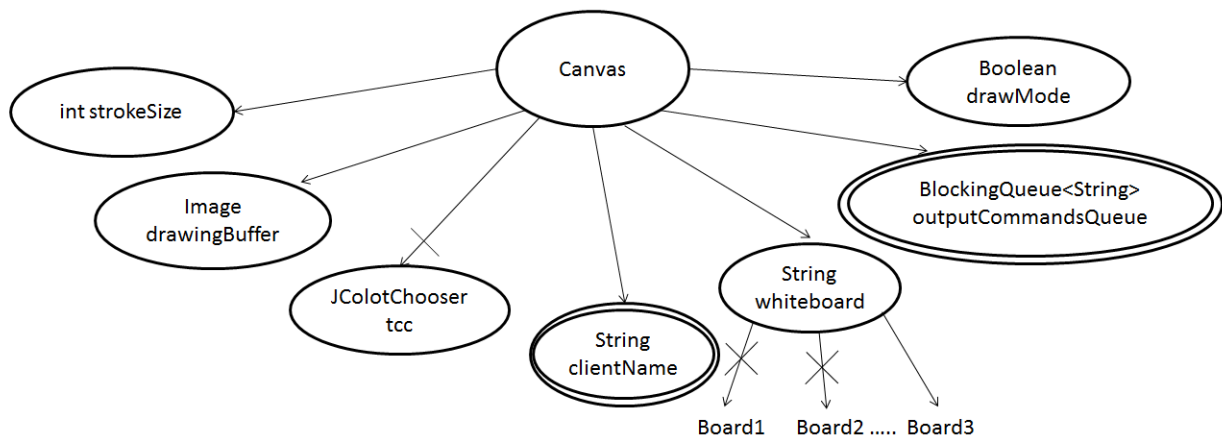 Canvas
Boolean
drawMode
int strokeSize
BlockingQueue<String>
outputCommandsQueue
Image
drawingBuffer
String
whiteboard
JColotChooser
tcc
String
clientName
Board1 Board2 ..... Board3